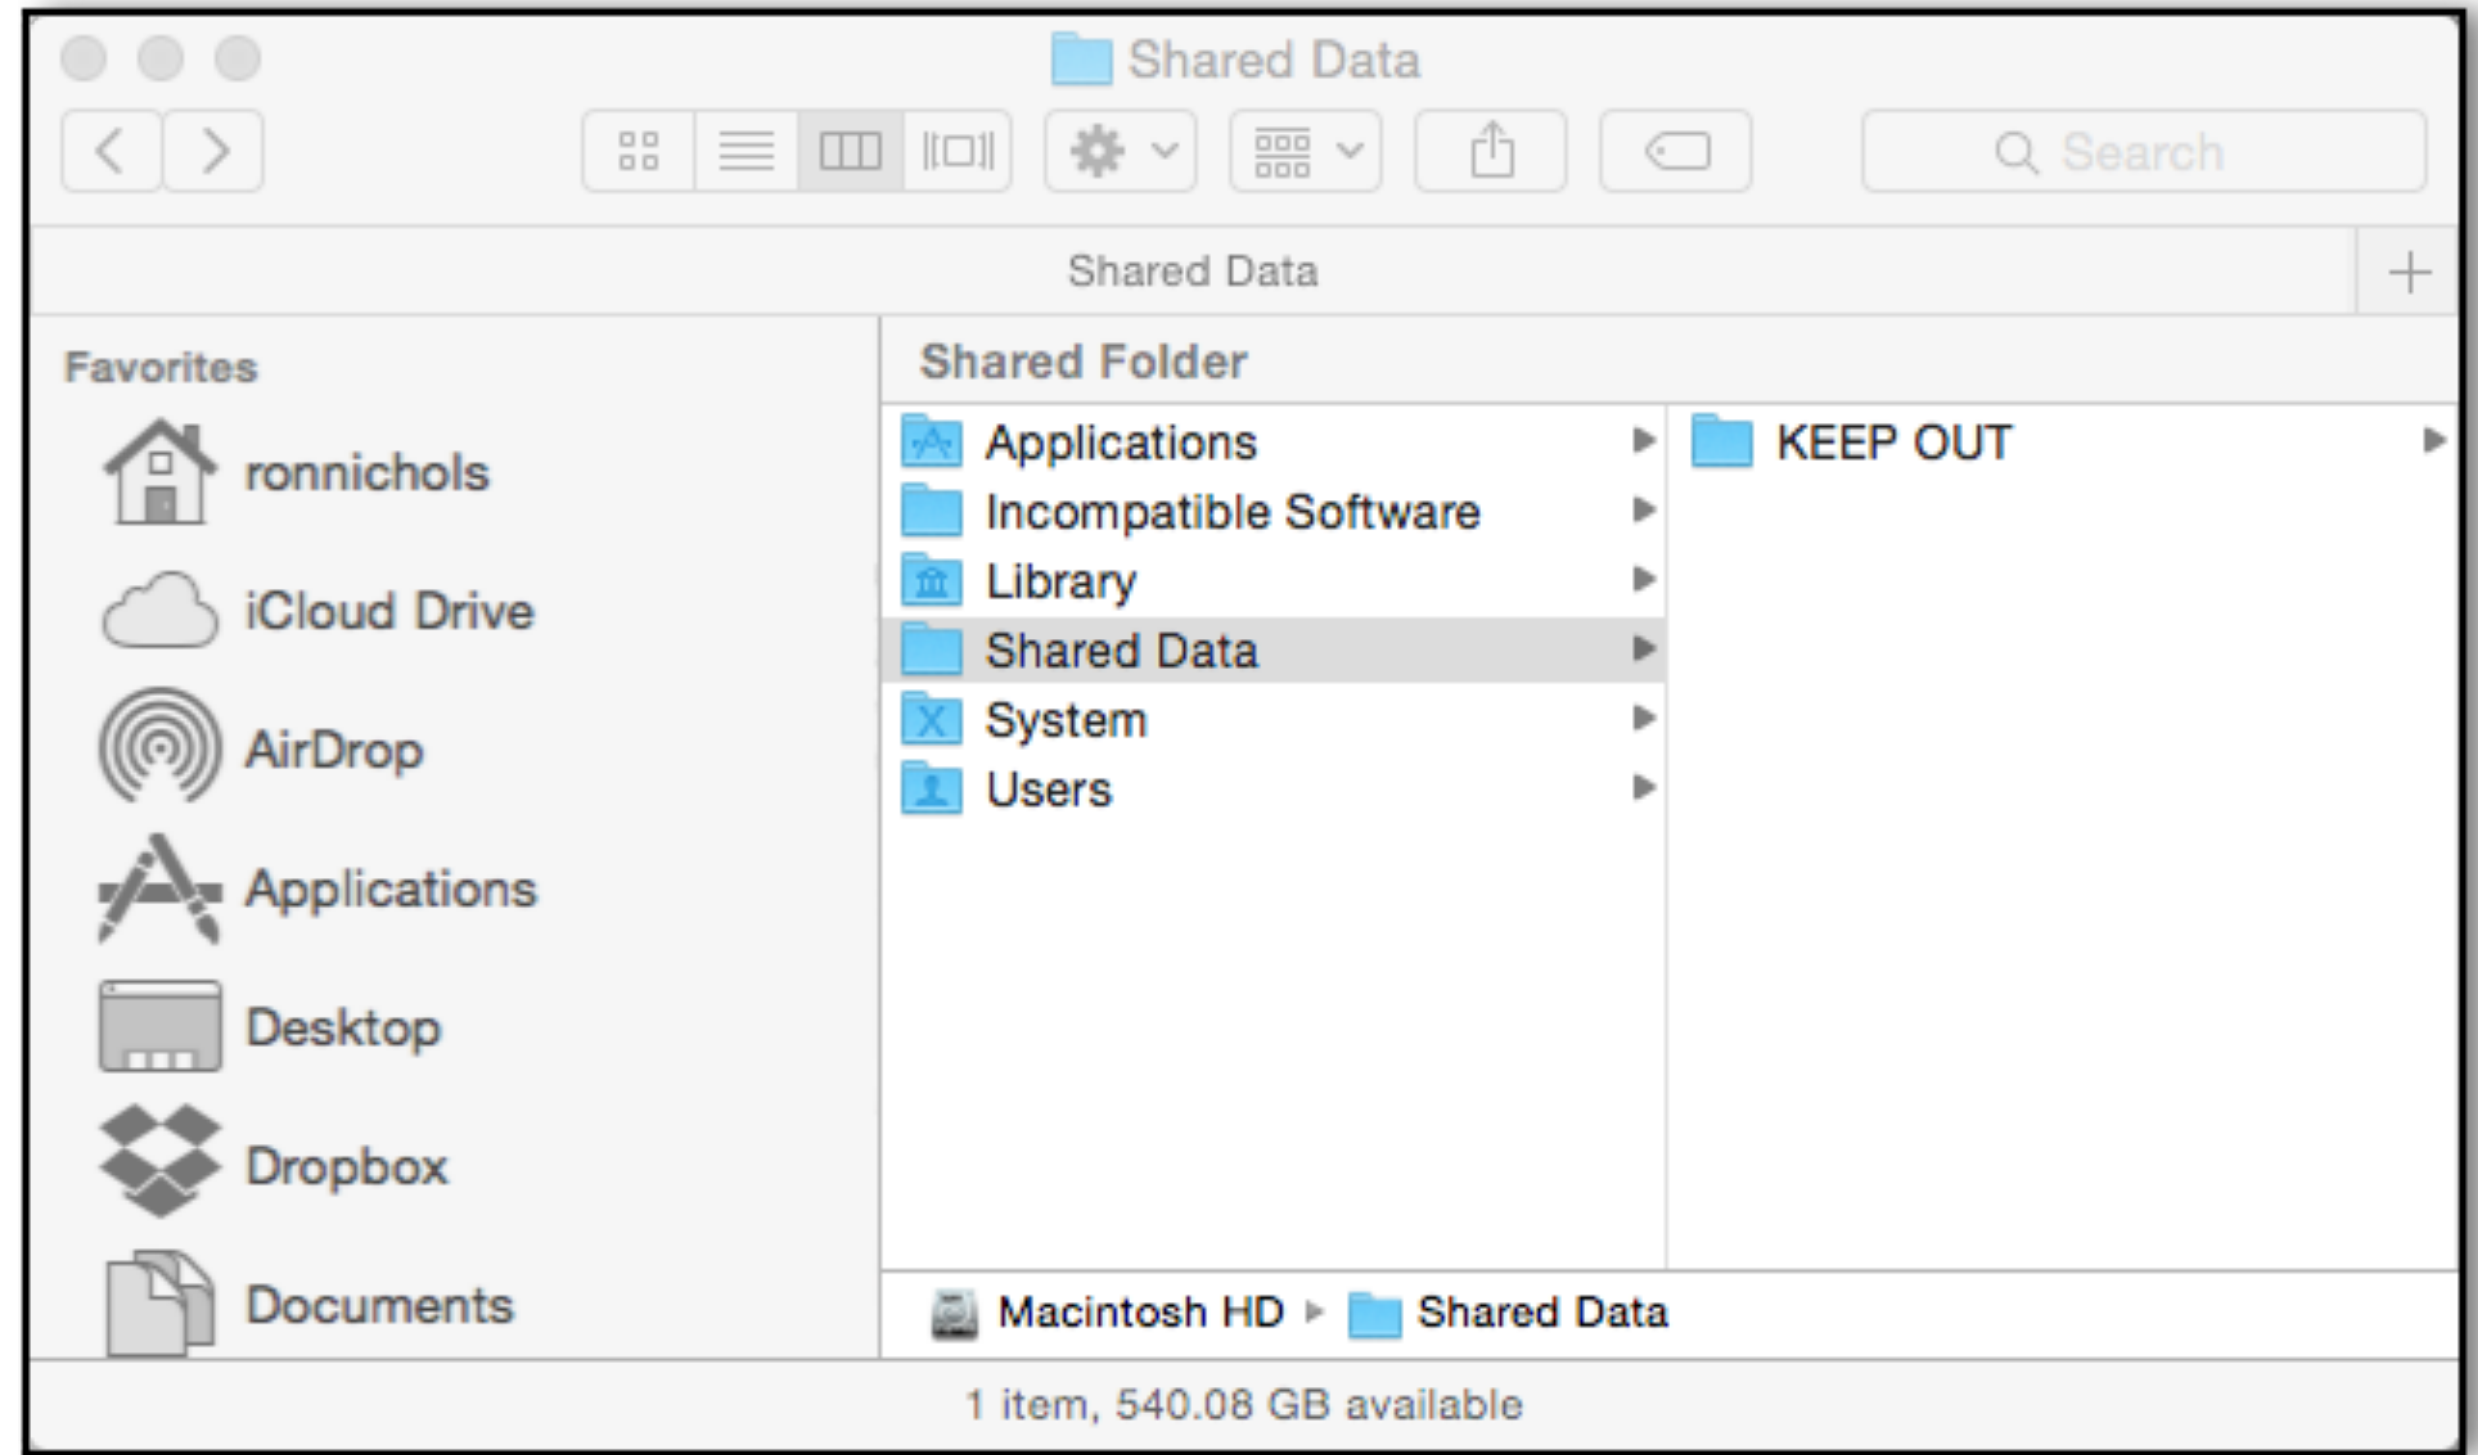 Shared Data
Search
Shared Data
Favorites
ronnichols
iCloud Drive
AirDrop
Applications
Desktop
Dropbox
Documents
Shared Folder
Applications
Incompatible Software
Library
Shared Data
System
Users
KEEP OUT
Macintosh HD Shared Data
1 item, 540.08 GB available